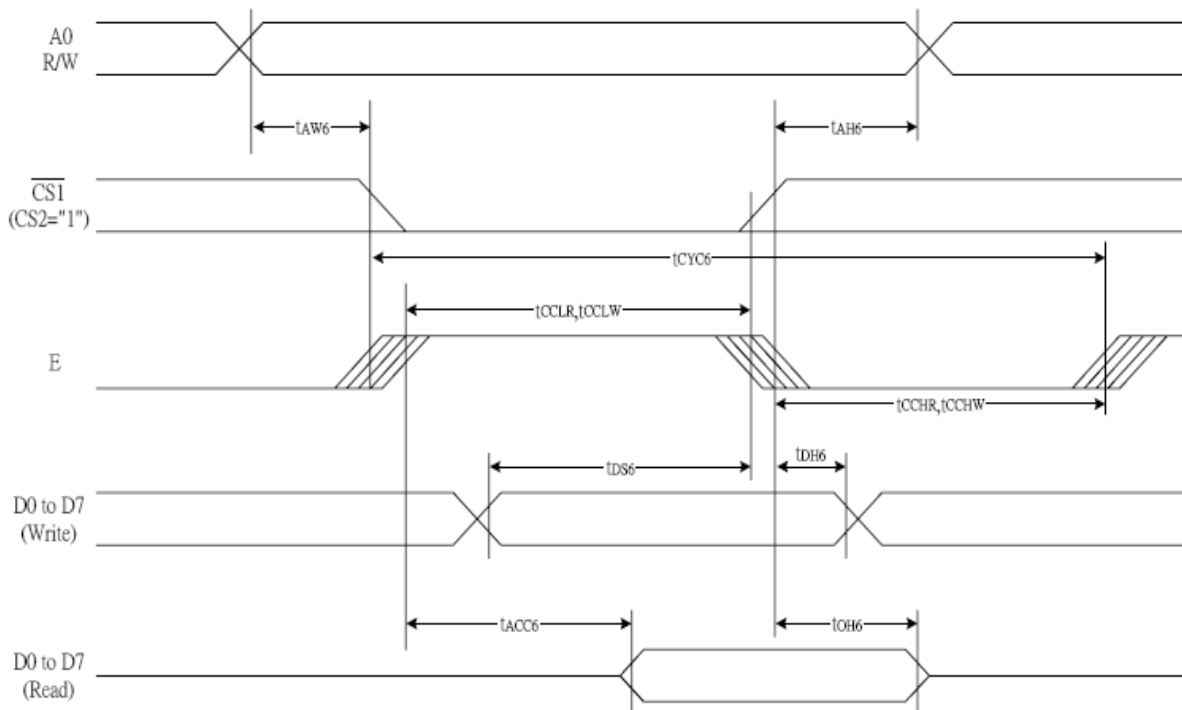 A0
R/W
tAW6
tAH6
CS1
(CS2="1")
tCYC6
tCCLR,tCCLW
E
tCCHR,tCCHW
tDS6
tDH6
D0 to D7
(Write)
tACC6
tOH6
D0 to D7
(Read)